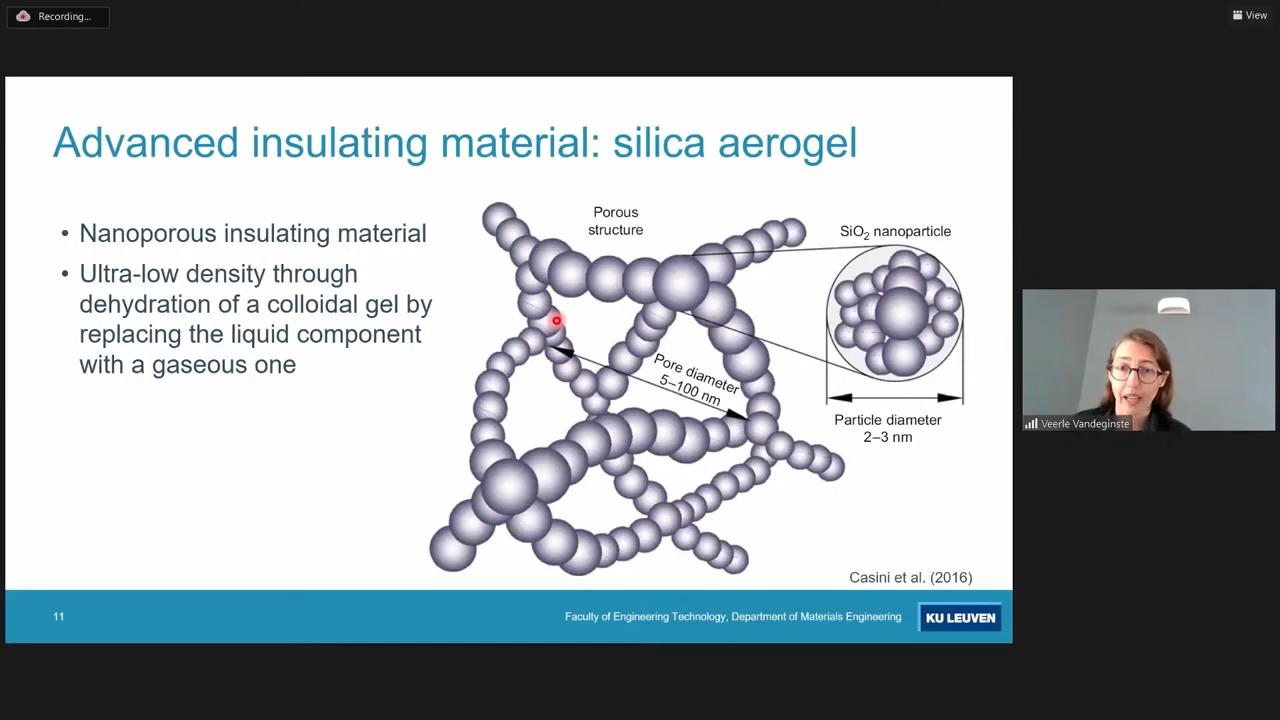 Recording...
View
Advanced insulating material: silica aerogel
• Nanoporous insulating material
• Ultra-low density through
dehydration of a colloidal gel by
replacing the liquid component
with a gaseous one
Porous
structure
SiO₂ nanoparticle
Pore diameter
5–100 nm
Particle diameter
2–3 nm
Casini et al. (2016)
Veerle Vandeginste
11
Faculty of Engineering Technology, Department of Materials Engineering
KU LEUVEN